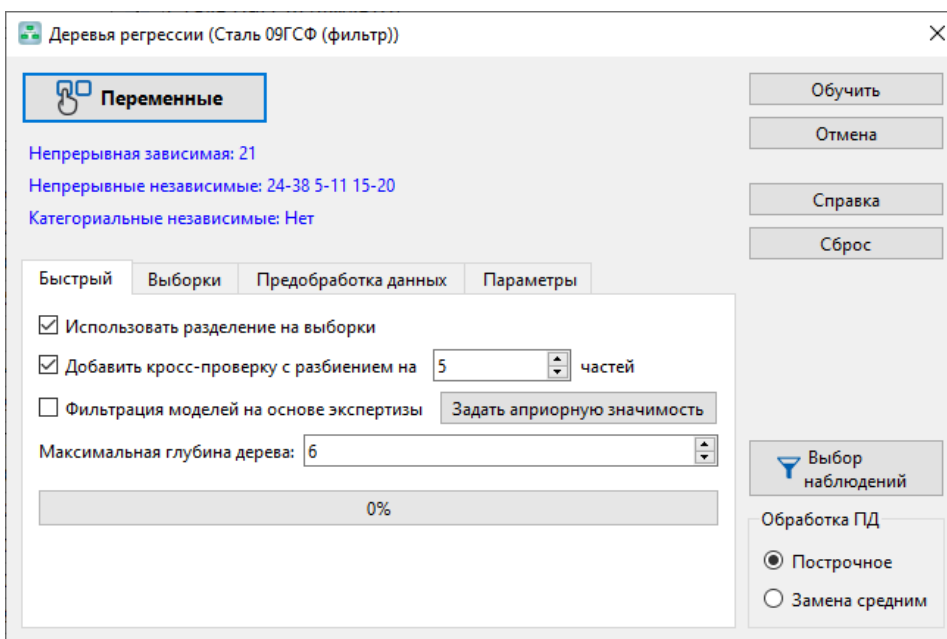 Деревья регрессии (Сталь 09ГСФ (фильтр))
Переменные
Непрерывная зависимая: 21
Непрерывные независимые: 24-38 5-11 15-20
Категориальные независимые: Нет
Обучить
Отмена
Справка
Сброс
Быстрый Выборки Предобработка данных Параметры
Использовать разделение на выборки
Добавить кросс-проверку с разбиением на 5 частей
Фильтрация моделей на основе экспертизы Задать априорную значимость
Максимальная глубина дерева: 6
0%
Выбор
наблюдений
Обработка ПД
Построчное
Замена средним